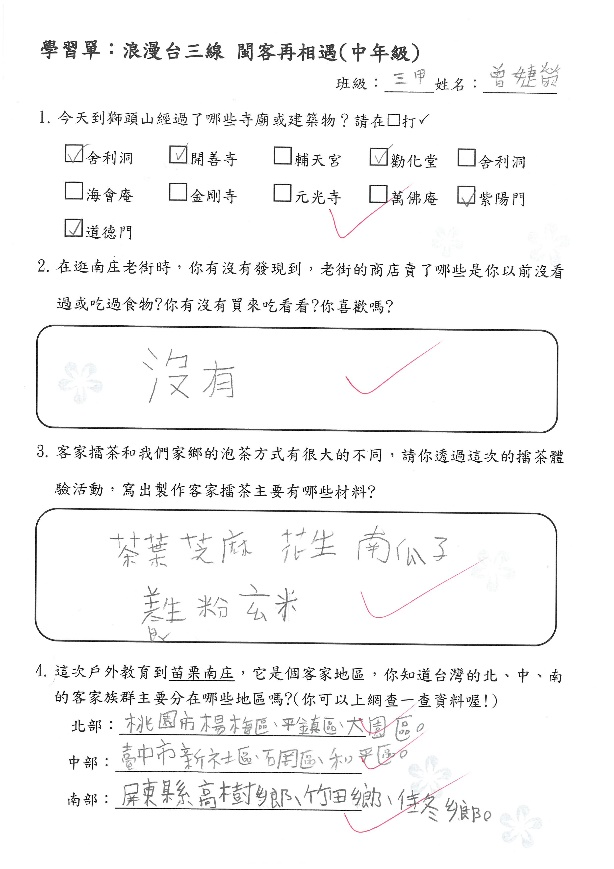 學習單：浪漫台三線 閩客再相遇(中年級)
班級：三甲 姓名：曾婕
1. 今天到獅頭山經過了哪些寺廟或建築物？請在□打✓
☑舍利洞 ☑開善寺 □輔天宮 ☑勸化堂 □舍利洞
□海會庵 □金剛寺 □元光寺 □萬佛庵 ☑紫陽門
☑道德門
2. 在逛南庄老街時，你有沒有發現到，老街的商店賣了哪些是你以前沒看
過或吃過食物?你有沒有買來吃看看?你喜歡嗎?
沒有
3. 客家擂茶和我們家鄉的泡茶方式有很大的不同，請你透過這次的擂茶體
驗活動，寫出製作客家擂茶主要有哪些材料?
茶葉 芝麻 花生 南瓜子
粉 玄米
4. 這次戶外教育到苗栗南庄，它是個客家地區，你知道台灣的北、中、南
的客家族群主要分在哪些地區嗎?(你可以上網查一查資料喔!)
北部：桃園市楊梅區、平鎮區、大園區。
中部：臺中市新社區、石岡區、和平區。
南部：屏東縣高樹鄉、竹田鄉、佳冬鄉。